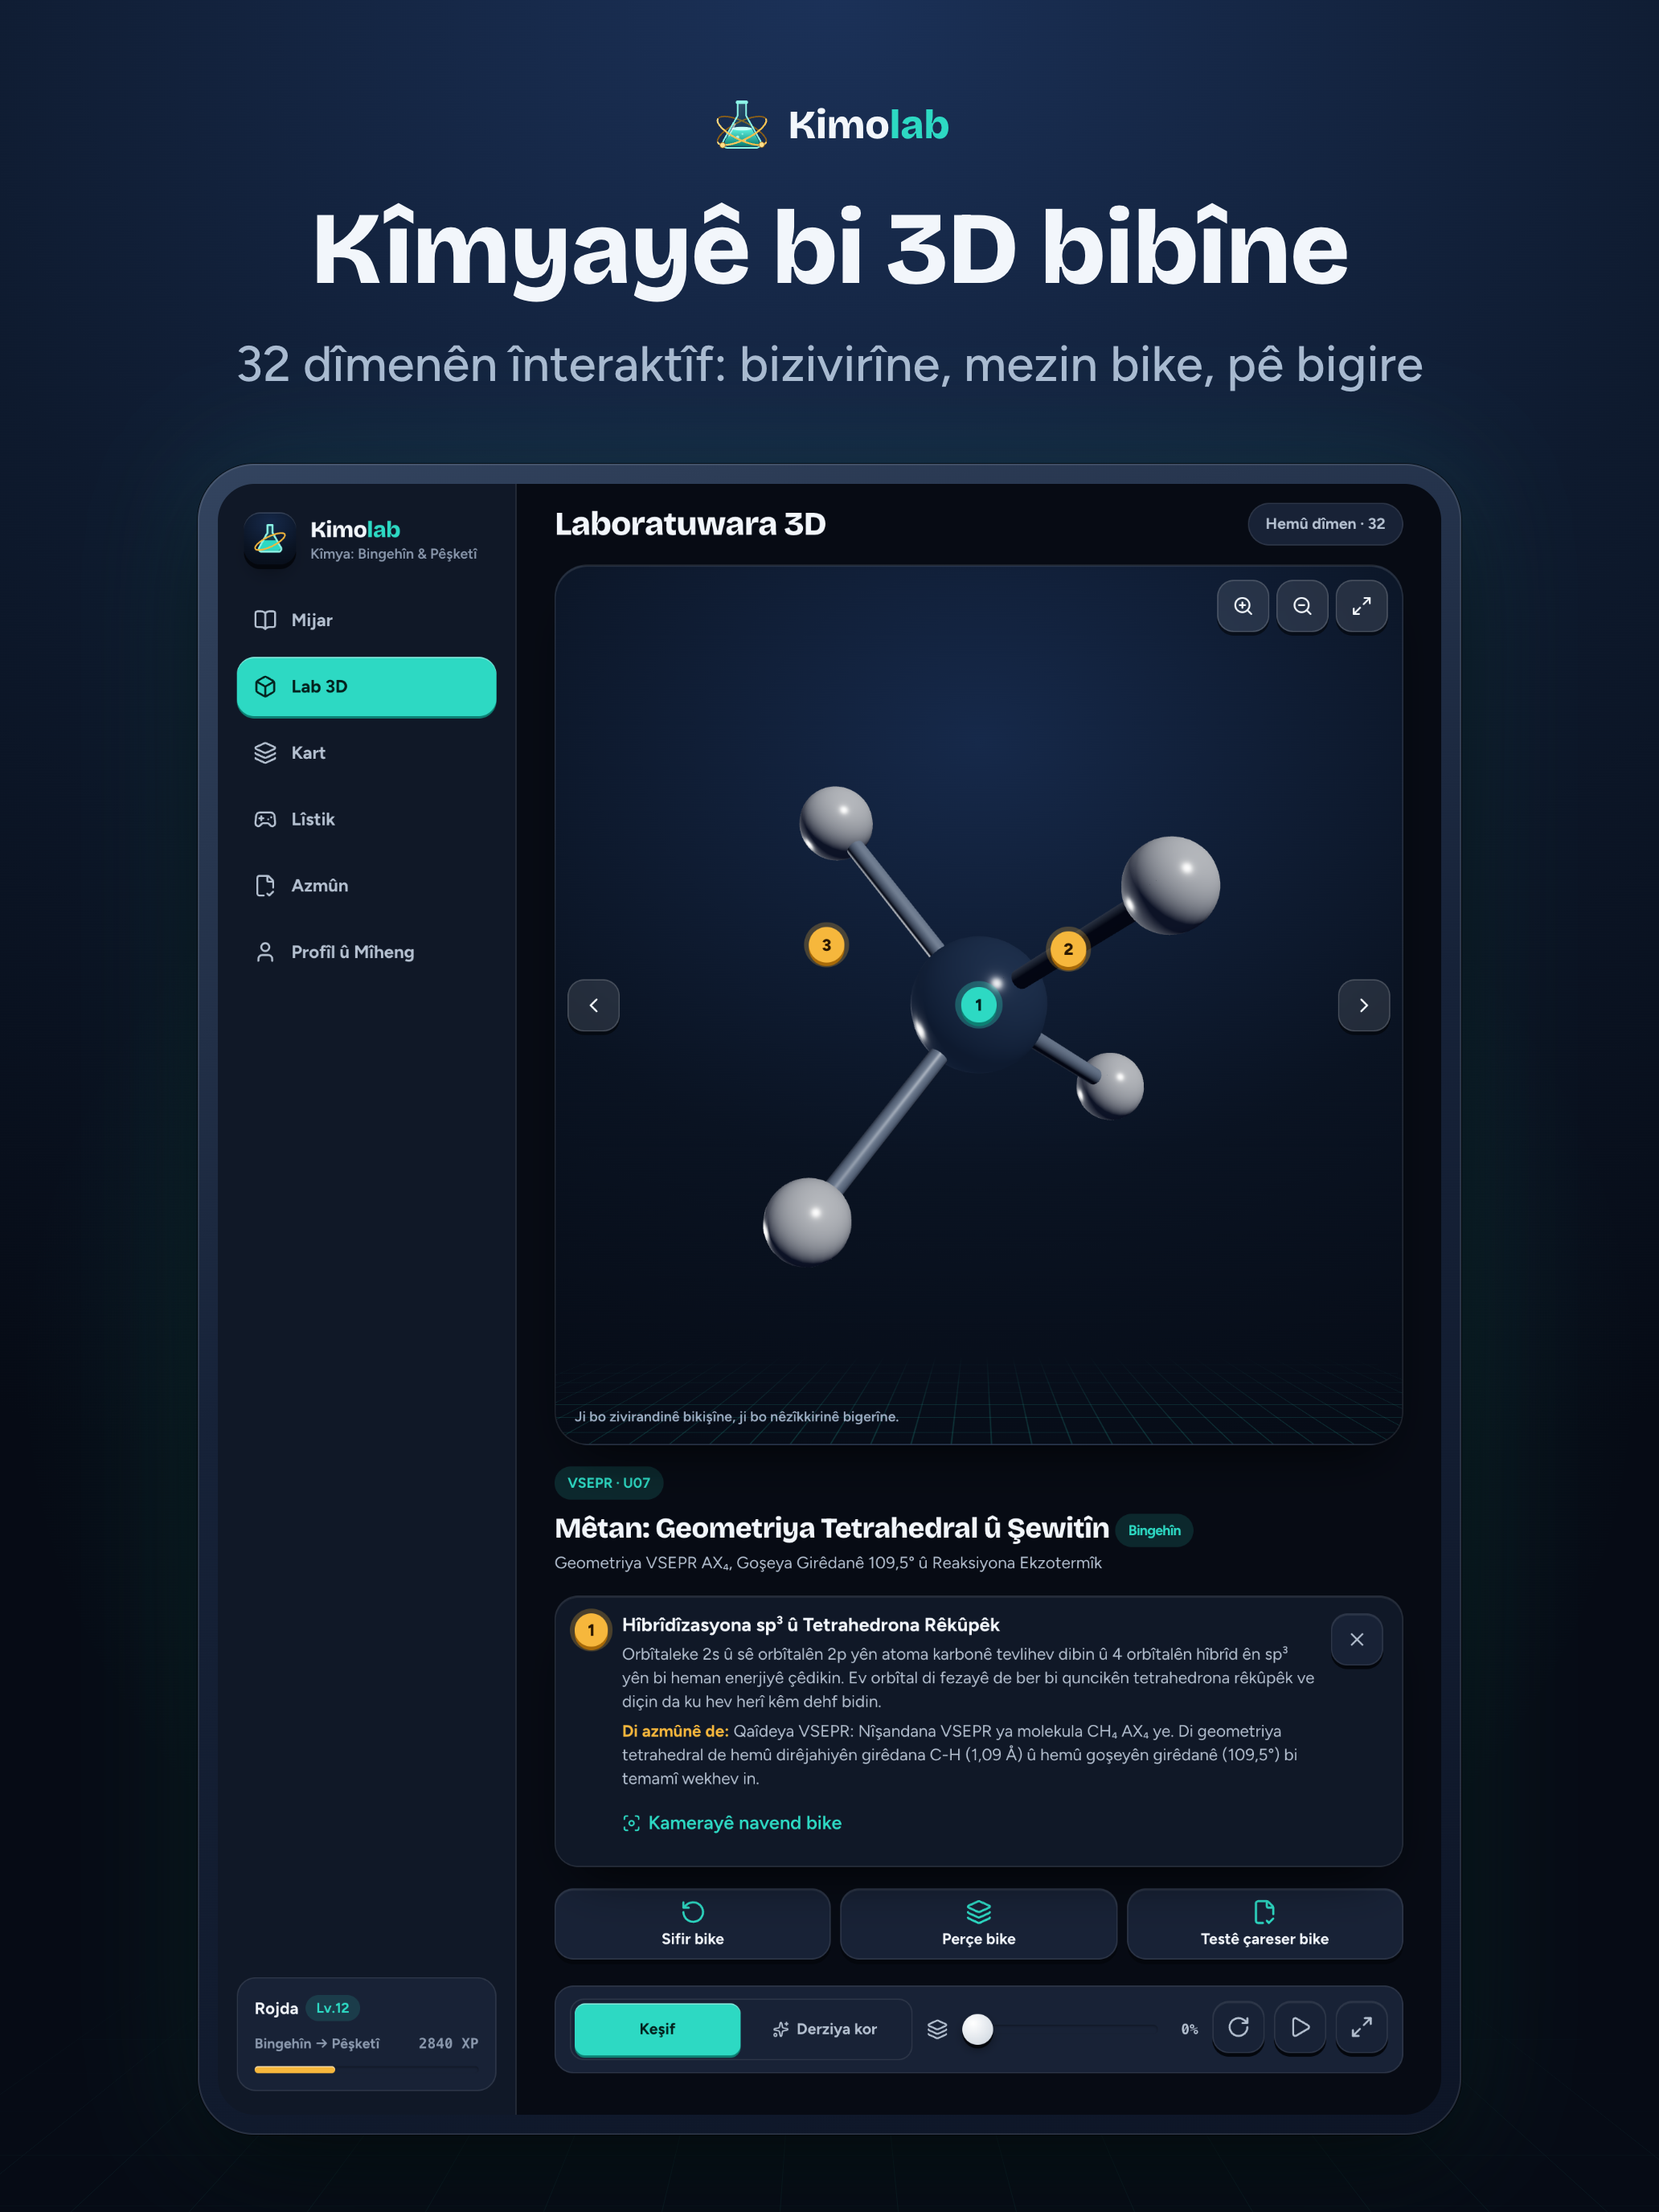 Kimolab
Kîmyayê bi 3D bibîne
32 dîmenên înteraktîf: bizivirîne, mezin bike, pê bigire
Kimolab
Kîmya: Bingehîn & Pêşketî
Mijar
Lab 3D
Kart
Lîstik
Azmûn
Profîl û Mîheng
Rojda Lv.12
Bingehîn → Pêşketî 2840 XP
Laboratuwara 3D
Hemû dîmen · 32
3
2
1
Ji bo zivirandinê bikişîne, ji bo nêzîkkirinê bigerîne.
VSEPR · U07
Mêtan: Geometriya Tetrahedral û Şewitîn Bingehîn
Geometriya VSEPR AX₄, Goşeya Girêdanê 109,5° û Reaksiyona Ekzotermîk
1 Hîbrîdîzasyona sp³ û Tetrahedrona Rêkûpêk
Orbîtaleke 2s û sê orbîtalên 2p yên atoma karbonê tevlihev dibin û 4 orbîtalên hîbrîd ên sp³
yên bi heman enerjiyê çêdikin. Ev orbîtal di fezayê de ber bi quncikên tetrahedrona rêkûpêk ve
diçin da ku hev herî kêm dehf bidin.
Di azmûnê de: Qaîdeya VSEPR: Nîşandana VSEPR ya molekula CH₄ AX₄ ye. Di geometriya
tetrahedral de hemû dirêjahiyên girêdana C-H (1,09 Å) û hemû goşeyên girêdanê (109,5°) bi
temamî wekhev in.
Kamerayê navend bike
Sifir bike
Perçe bike
Testê çareser bike
Keşif
Derziya kor
0%